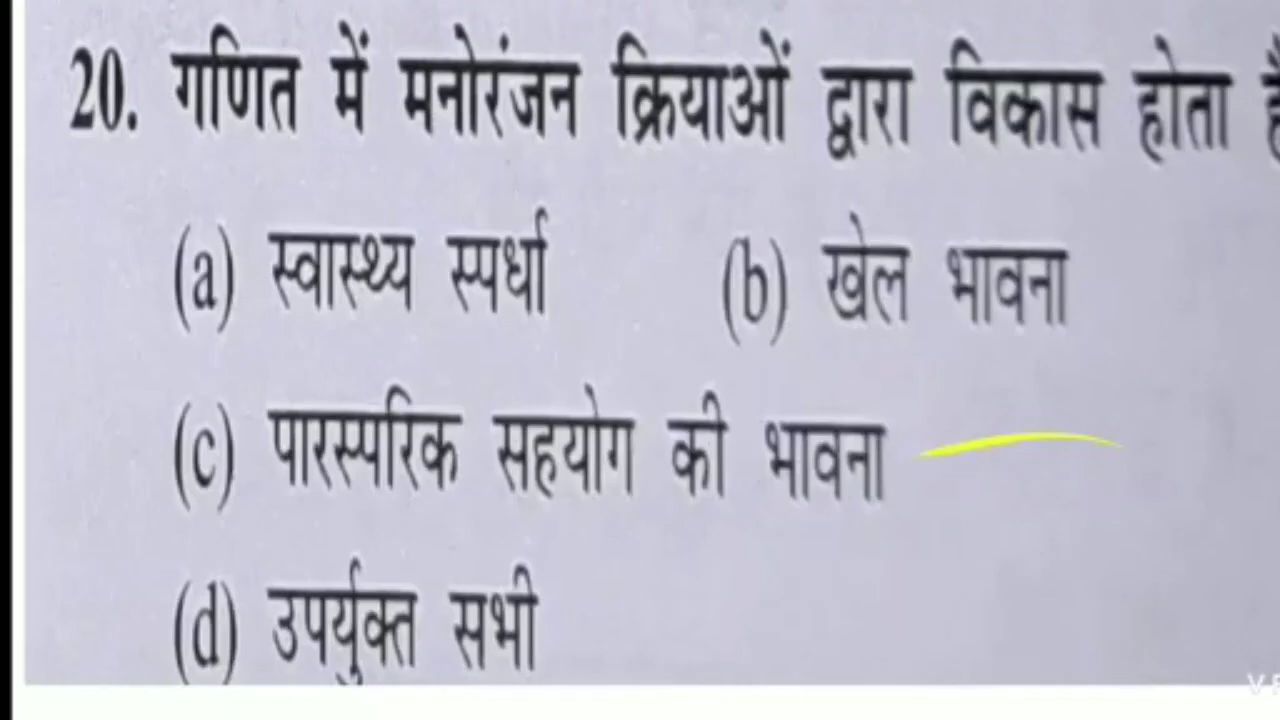 20. गणित में मनोरंजन क्रियाओं द्वारा विकास होता
(a) स्वास्थ्य स्पर्धा (b) खेल भावना
(c) पारस्परिक सहयोग की भावना
(d) उपर्युक्त सभी